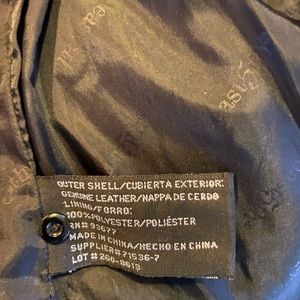 OUTER SHELL/CUBIERTA EXTERIOR:
GENUINE LEATHER/NAPPA DE CERDO
LINING/FORRO:
100%POLYESTER/POLIÉSTER
RN# 93677
MADE IN CHINA/HECHO EN CHINA
SUPPLIER#71536-7
LOT #260-8613